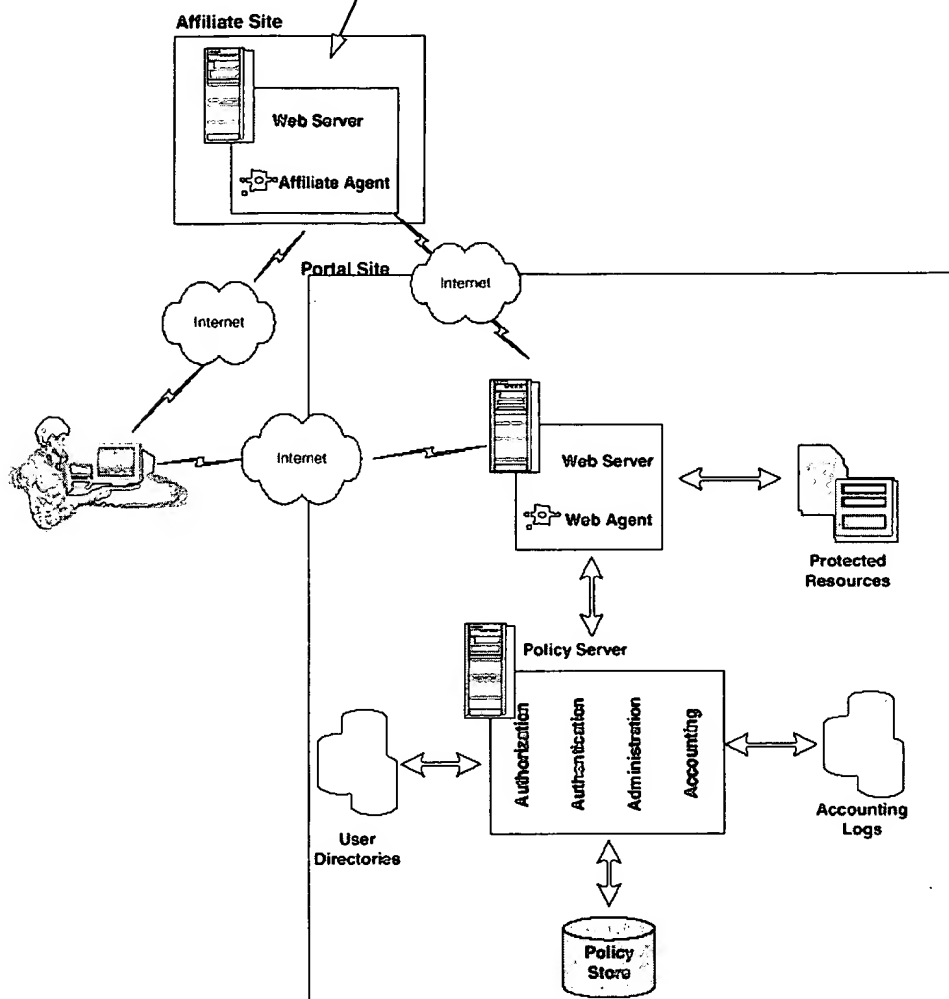 Affiliate Site
Web Server
Affiliate Agent
Portal Site
Internet
Internet
Internet
Web Server
Web Agent
Protected
Resources
Policy Server
Authorization
Authentication
Administration
Accounting
User
Directories
Accounting
Logs
Policy
Store